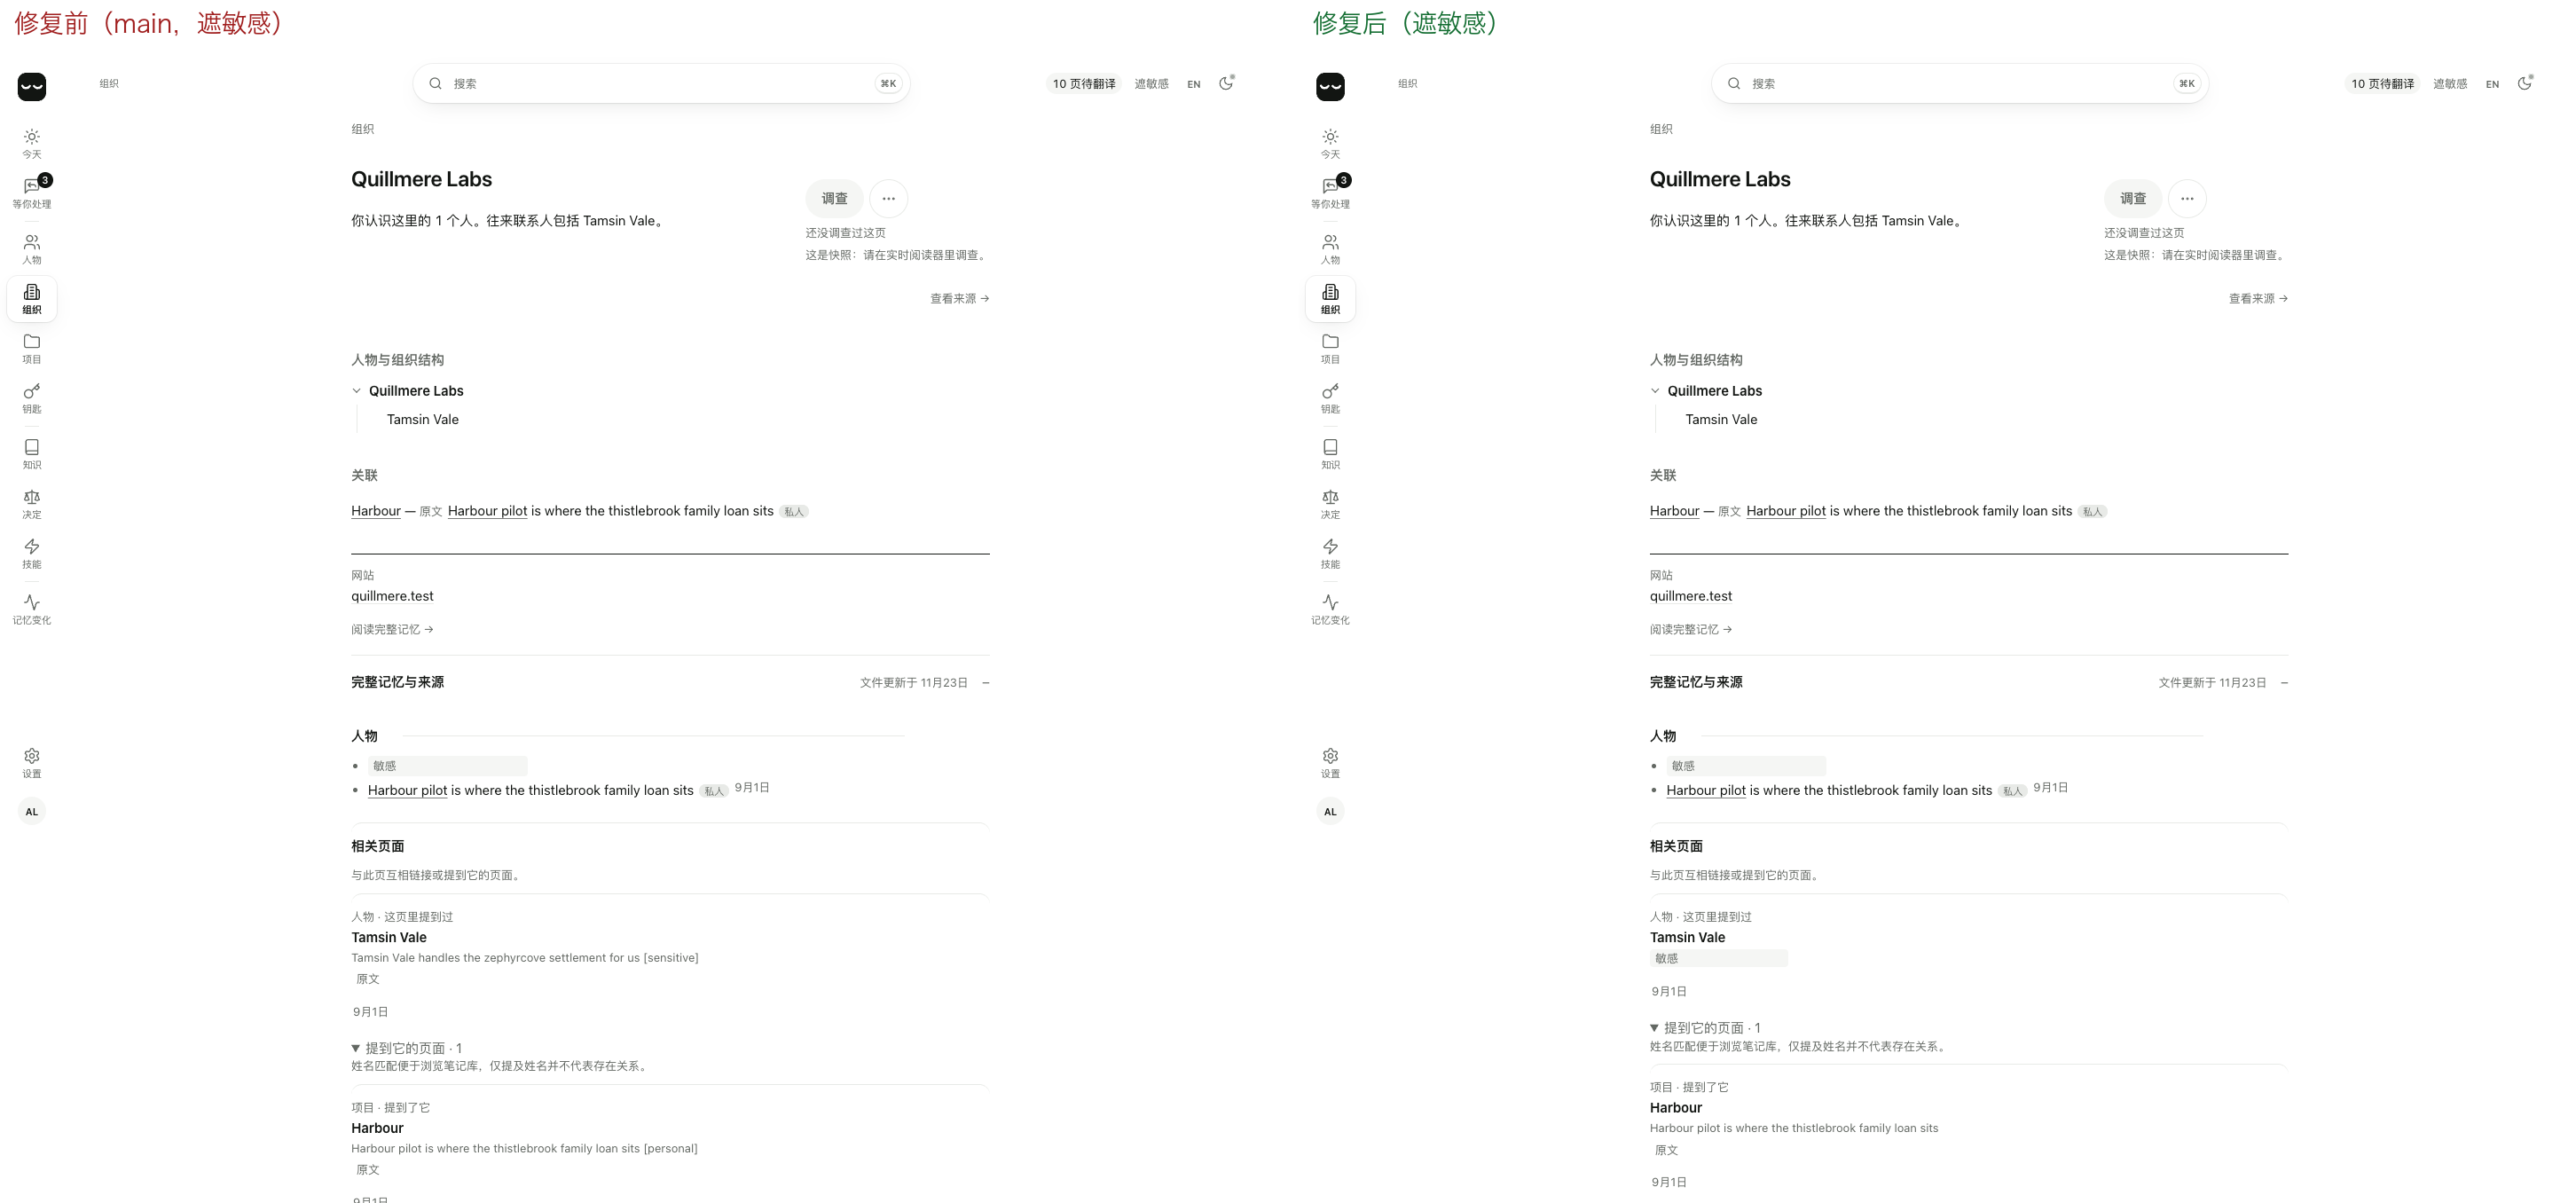 修复前（main，遮敏感）
组织
搜索
⌘K
10 页待翻译
遮敏感
EN
今天
3
等你处理
人物
组织
项目
钥匙
知识
决定
技能
记忆变化
设置
AL
组织
Quillmere Labs
你认识这里的 1 个人。往来联系人包括 Tamsin Vale。
调查
...
还没调查过这页
这是快照：请在实时阅读器里调查。
查看来源 →
人物与组织结构
Quillmere Labs
Tamsin Vale
关联
Harbour — 原文 Harbour pilot is where the thistlebrook family loan sits 私人
网站
quillmere.test
阅读完整记忆 →
完整记忆与来源
文件更新于 11月23日 –
人物
• 敏感
• Harbour pilot is where the thistlebrook family loan sits 私人 9月1日
相关页面
与此页互相链接或提到它的页面。
人物 · 这页里提到过
Tamsin Vale
Tamsin Vale handles the zephyrcove settlement for us [sensitive]
原文
9月1日
▼ 提到它的页面 · 1
姓名匹配便于浏览笔记库，仅提及姓名并不代表存在关系。
项目 · 提到了它
Harbour
Harbour pilot is where the thistlebrook family loan sits [personal]
原文
9月1日
修复后（遮敏感）
组织
搜索
⌘K
10 页待翻译
遮敏感
EN
今天
3
等你处理
人物
组织
项目
钥匙
知识
决定
技能
记忆变化
设置
AL
组织
Quillmere Labs
你认识这里的 1 个人。往来联系人包括 Tamsin Vale。
调查
...
还没调查过这页
这是快照：请在实时阅读器里调查。
查看来源 →
人物与组织结构
Quillmere Labs
Tamsin Vale
关联
Harbour — 原文 Harbour pilot is where the thistlebrook family loan sits 私人
网站
quillmere.test
阅读完整记忆 →
完整记忆与来源
文件更新于 11月23日 –
人物
• 敏感
• Harbour pilot is where the thistlebrook family loan sits 私人 9月1日
相关页面
与此页互相链接或提到它的页面。
人物 · 这页里提到过
Tamsin Vale
敏感
9月1日
▼ 提到它的页面 · 1
姓名匹配便于浏览笔记库，仅提及姓名并不代表存在关系。
项目 · 提到了它
Harbour
Harbour pilot is where the thistlebrook family loan sits
原文
9月1日